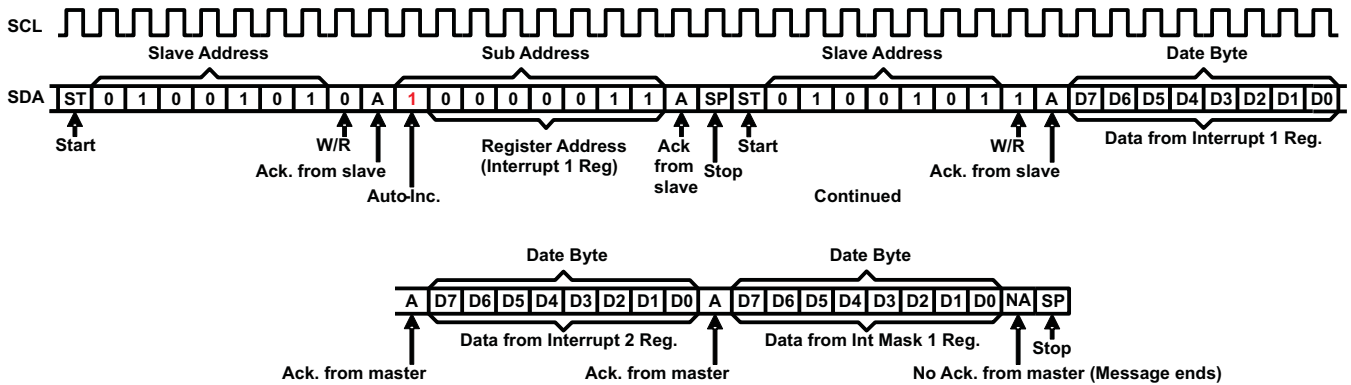 SCL
Slave Address Sub Address Slave Address Date Byte
SDA ST 0 1 0 0 1 0 1 0 A 1 0 0 0 0 0 1 1 A SP ST 0 1 0 0 1 0 1 1 A D7 D6 D5 D4 D3 D2 D1 D0
Start W/R Register Address Ack Start W/R Data from Interrupt 1 Reg.
Ack. from slave (Interrupt 1 Reg) from Stop Ack. from slave
slave
Auto-Inc. Continued
Date Byte Date Byte
A D7 D6 D5 D4 D3 D2 D1 D0 A D7 D6 D5 D4 D3 D2 D1 D0 NA SP
Data from Interrupt 2 Reg. Data from Int Mask 1 Reg. Stop
Ack. from master Ack. from master No Ack. from master (Message ends)